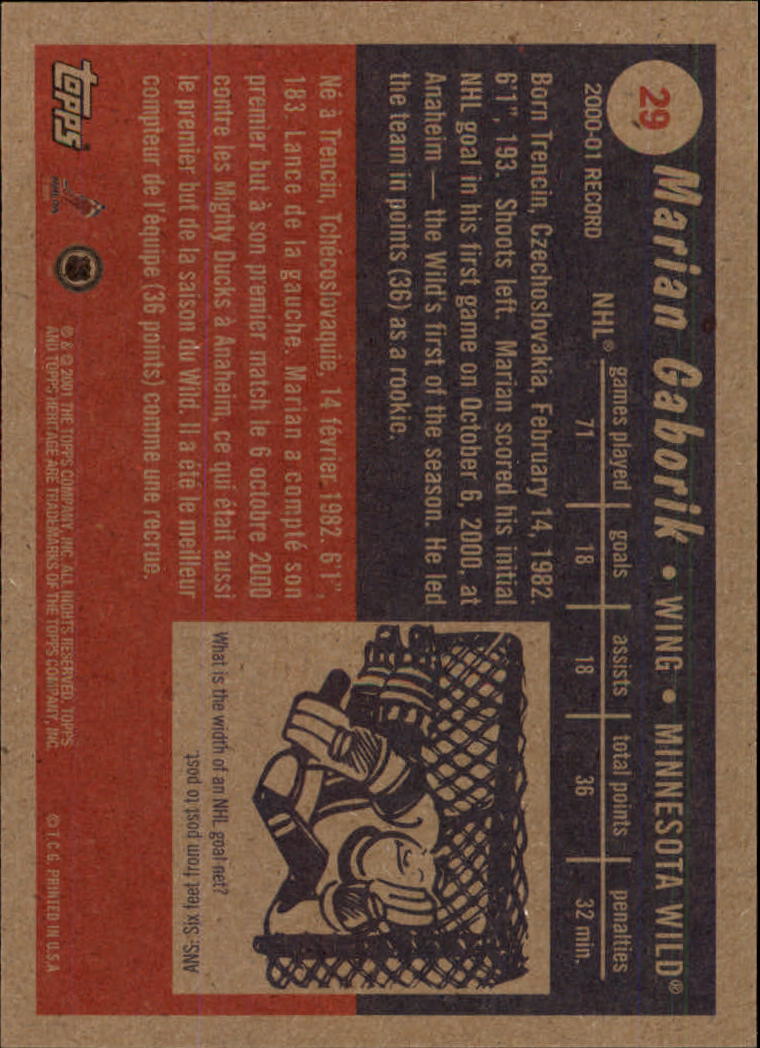 29
Marian Gaborik • WING • MINNESOTA WILD®
2000-01 RECORD
games played goals assists total points penalties
NHL® 71 18 18 36 32 min.
Born Trencin, Czechoslovakia, February 14, 1982.
6'1", 193. Shoots left. Marian scored his initial
NHL goal in his first game on October 6, 2000, at
Anaheim — the Wild's first of the season. He led
the team in points (36) as a rookie.
Né à Trencin, Tchécoslovaquie, 14 février, 1982. 6'1",
183. Lance de la gauche. Marian a compté son
premier but à son premier match le 6 octobre 2000
contre les Mighty Ducks à Anaheim, ce qui était aussi
le premier but de la saison du Wild. Il a été le meilleur
compteur de l'équipe (36 points) comme une recrue.
What is the width of an NHL goal net?
ANS: Six feet from post to post.
topps
NHLPA
® & © 2001 THE TOPPS COMPANY, INC. ALL RIGHTS RESERVED. TOPPS
AND TOPPS HERITAGE ARE TRADEMARKS OF THE TOPPS COMPANY, INC.
© T.C.G. PRINTED IN U.S.A